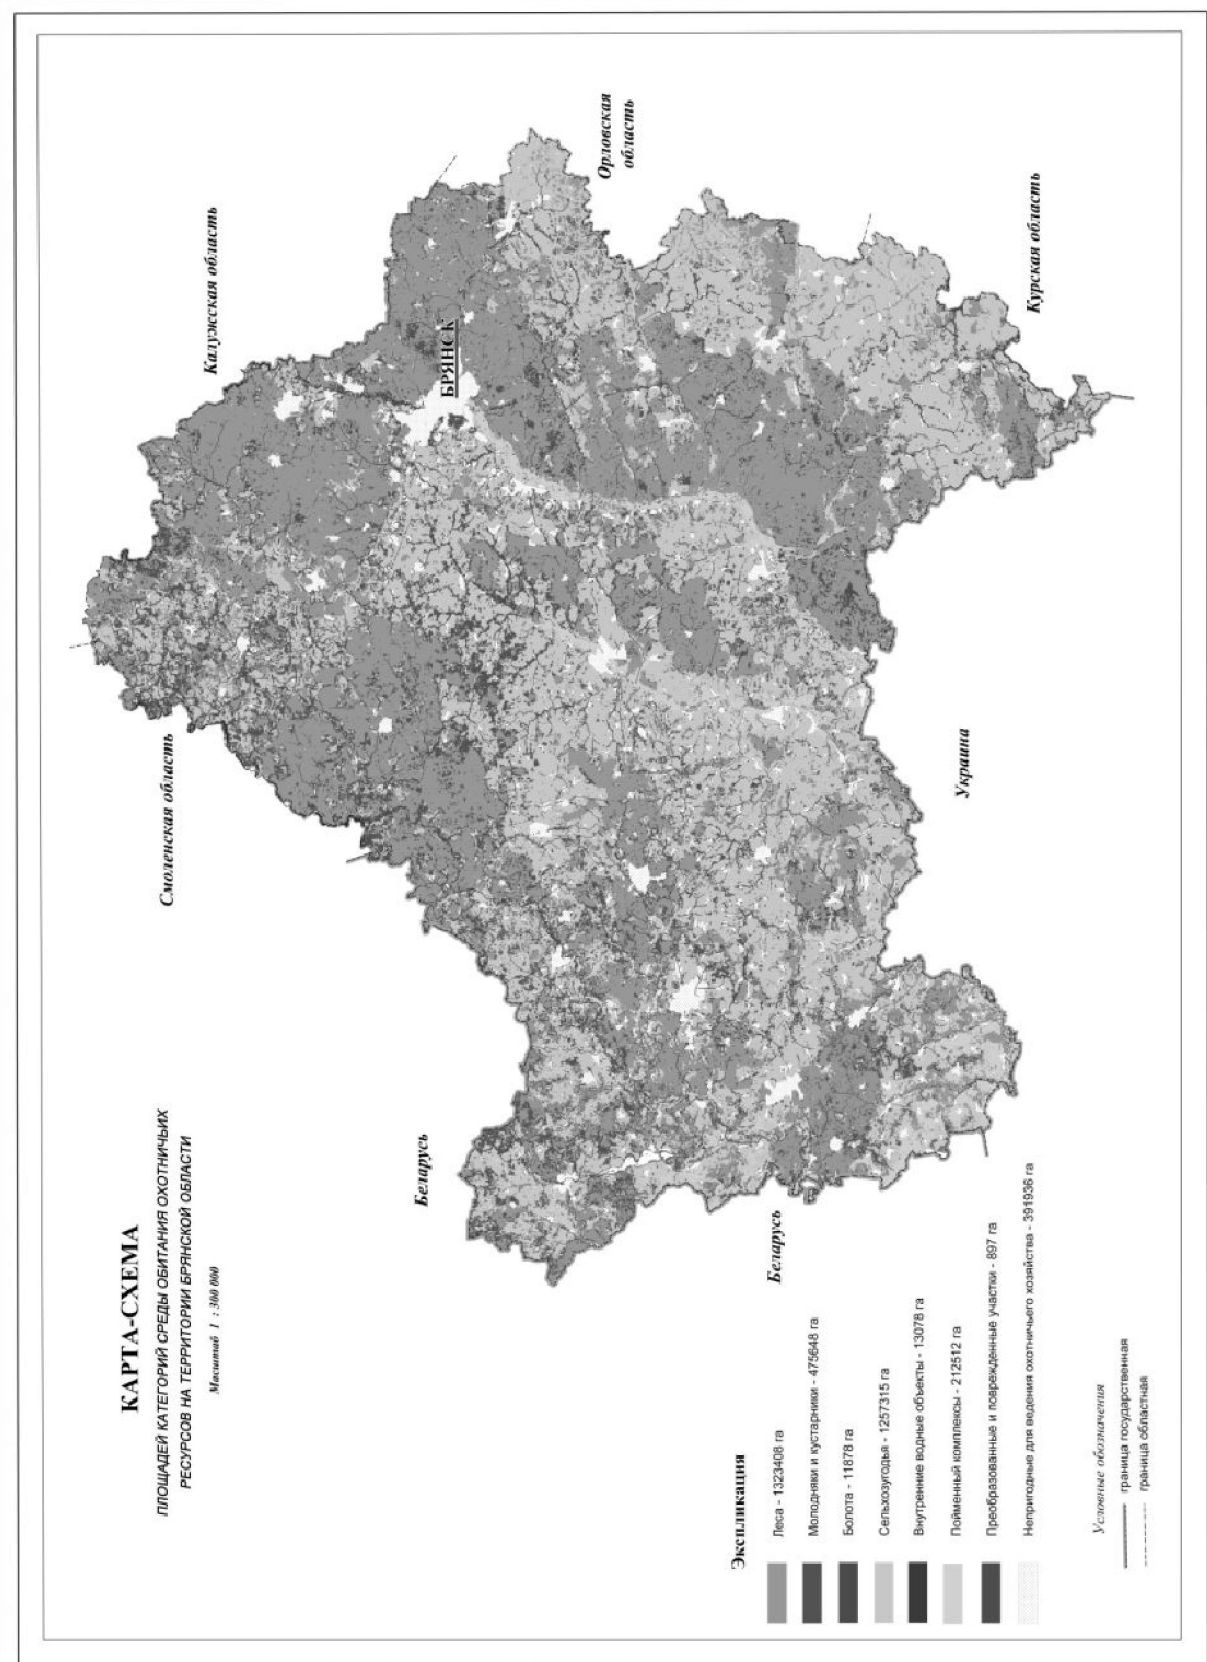 КАРТА-СХЕМА
ПЛОЩАДЕЙ КАТЕГОРИЙ СРЕДЫ ОБИТАНИЯ ОХОТНИЧЬИХ
РЕСУРСОВ НА ТЕРРИТОРИИ БРЯНСКОЙ ОБЛАСТИ
Масштаб 1 : 300 000
Смоленская область
Калужская область
Орловская
область
Курская область
БРЯНСК
Украина
Беларусь
Беларусь
Экспликация
Леса - 1323408 га
Молодняки и кустарники - 475648 га
Болота - 11878 га
Сельхозугодья - 1257315 га
Внутренние водные объекты - 13078 га
Пойменный комплексы - 212512 га
Преобразованные и поврежденные участки - 897 га
Непригодные для ведения охотничьего хозяйства - 391936 га
Условные обозначения
граница государственная
граница областная